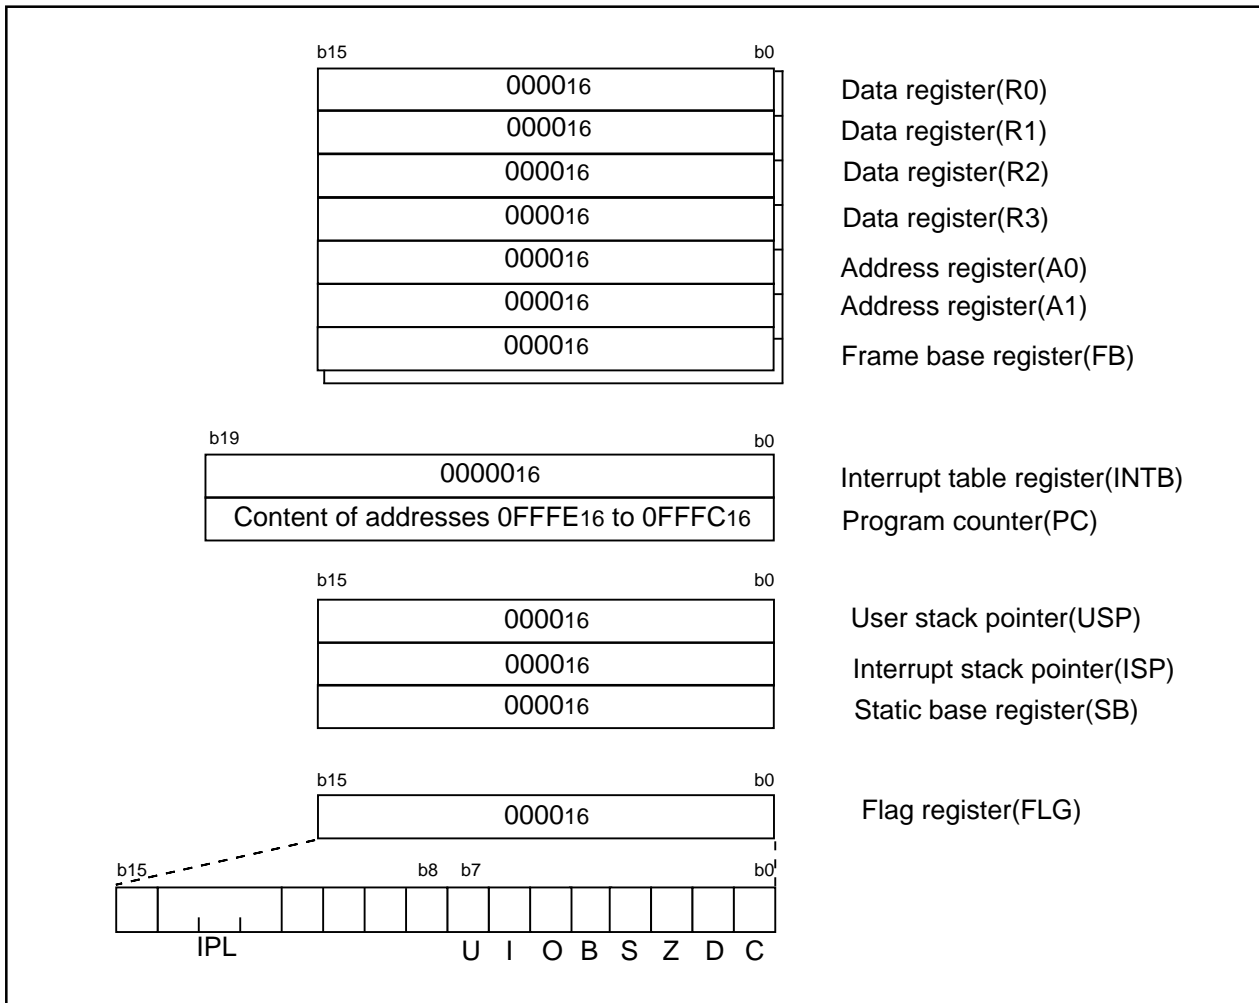 b15 b0
000016 Data register(R0)
000016 Data register(R1)
000016 Data register(R2)
000016 Data register(R3)
000016 Address register(A0)
000016 Address register(A1)
000016 Frame base register(FB)
b19 b0
0000016 Interrupt table register(INTB)
Content of addresses 0FFFE16 to 0FFFC16 Program counter(PC)
b15 b0
000016 User stack pointer(USP)
000016 Interrupt stack pointer(ISP)
000016 Static base register(SB)
b15 b0
000016 Flag register(FLG)
b15 b8 b7 b0
IPL U I O B S Z D C